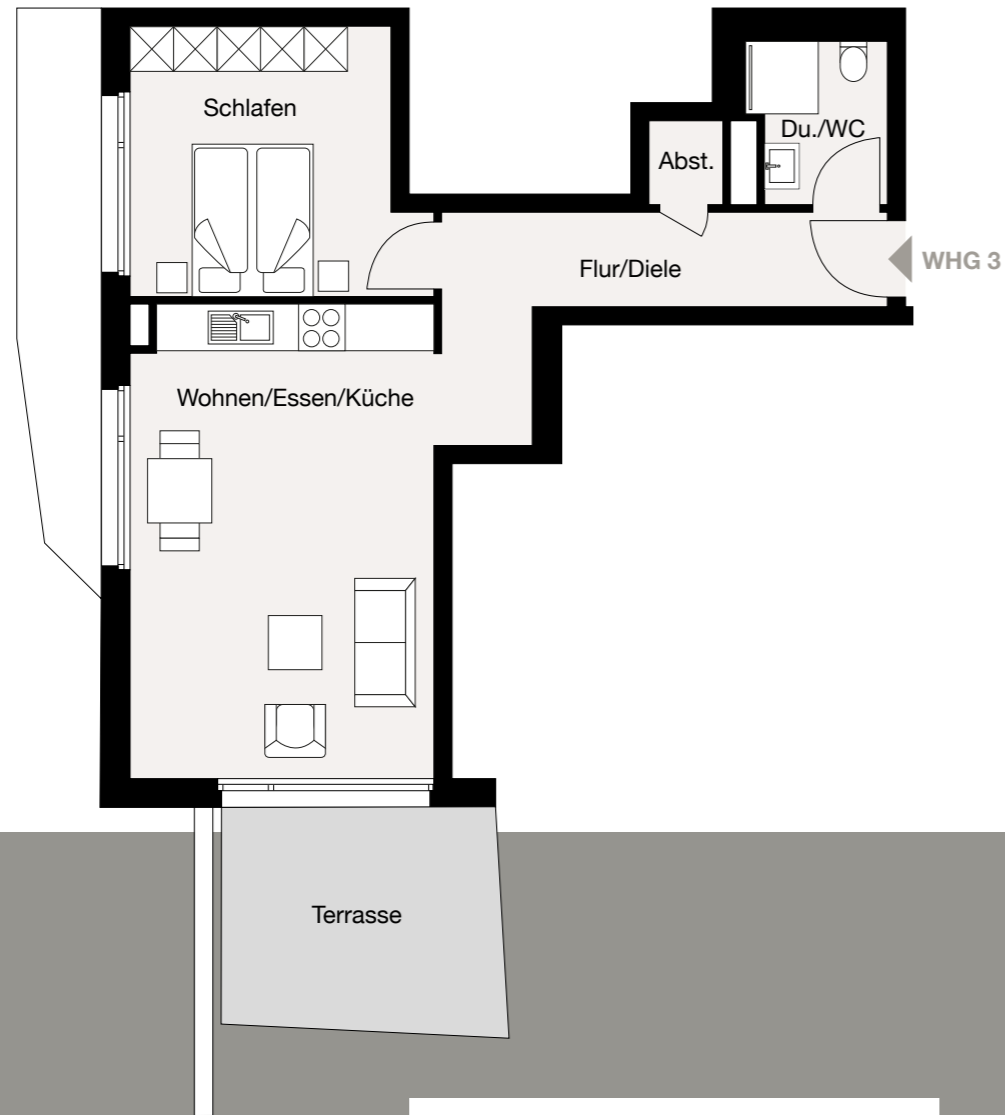 Schlafen
Du./WC
Abst.
Flur/Diele
WHG 3
Wohnen/Essen/Küche
Terrasse